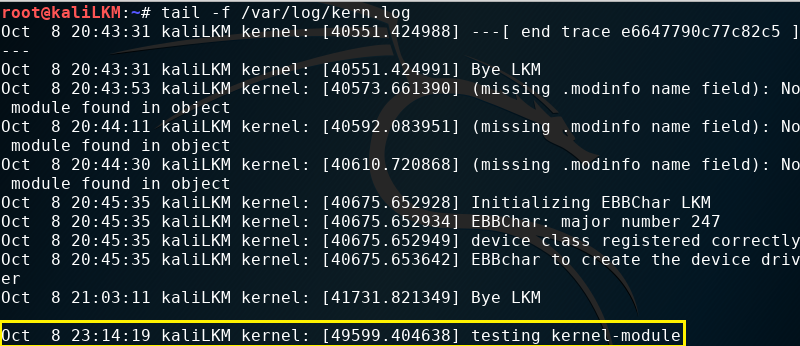 root@kaliLKM:~# tail -f /var/log/kern.log
Oct  8 20:43:31 kaliLKM kernel: [40551.424988] ---[ end trace e6647790c77c82c5 ]
---
Oct  8 20:43:31 kaliLKM kernel: [40551.424991] Bye LKM
Oct  8 20:43:53 kaliLKM kernel: [40573.661390] (missing .modinfo name field): No
 module found in object
Oct  8 20:44:11 kaliLKM kernel: [40592.083951] (missing .modinfo name field): No
 module found in object
Oct  8 20:44:30 kaliLKM kernel: [40610.720868] (missing .modinfo name field): No
 module found in object
Oct  8 20:45:35 kaliLKM kernel: [40675.652928] Initializing EBBChar LKM
Oct  8 20:45:35 kaliLKM kernel: [40675.652934] EBBChar: major number 247
Oct  8 20:45:35 kaliLKM kernel: [40675.652949] device class registered correctly
Oct  8 20:45:35 kaliLKM kernel: [40675.653642] EBBchar to create the device driv
er
Oct  8 21:03:11 kaliLKM kernel: [41731.821349] Bye LKM
Oct  8 23:14:19 kaliLKM kernel: [49599.404638] testing kernel-module